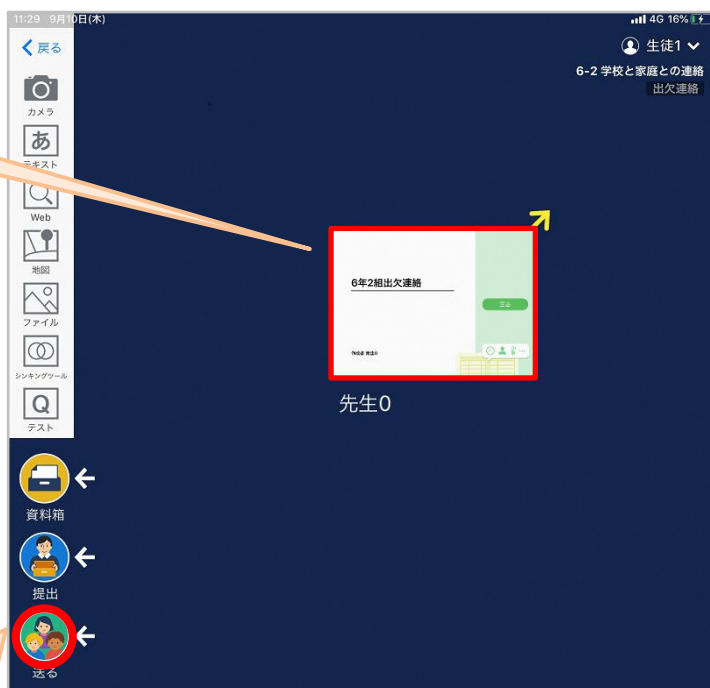 11:29 9月10日(木)
4G 16%
戻る
生徒1
6-2 学校と家庭との連絡
出欠連絡
カメラ
あ
テキスト
Web
地図
ファイル
シンキングツール
Q
テスト
6年2組出欠連絡
先生0
資料箱
提出
送る